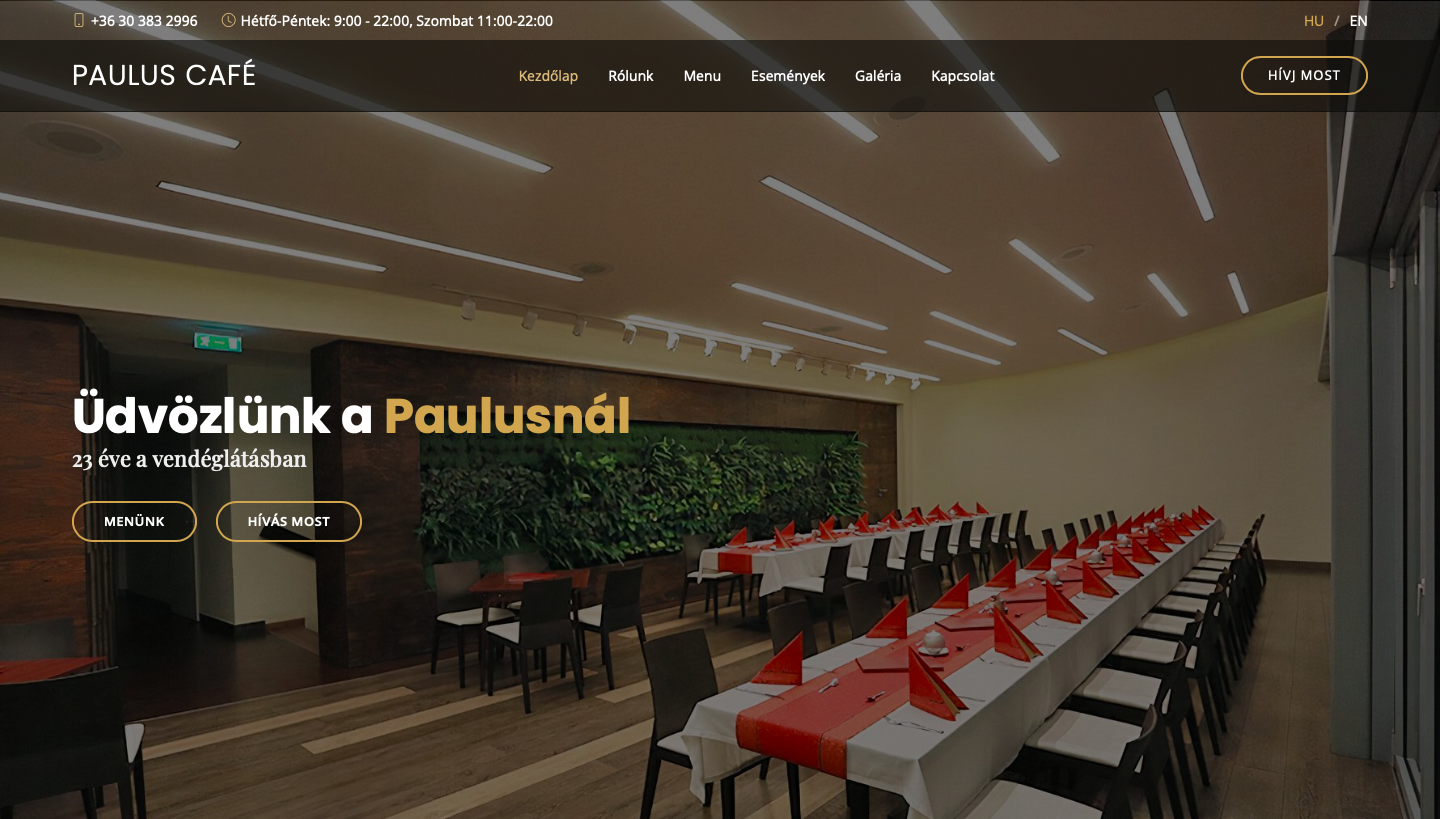 +36 30 383 2996 Hétfő-Péntek: 9:00 - 22:00, Szombat 11:00-22:00 HU / EN
PAULUS CAFÉ Kezdőlap Rólunk Menu Események Galéria Kapcsolat HÍVJ MOST
Üdvözlünk a Paulusnál
23 éve a vendéglátásban
MENÜNK HÍVÁS MOST